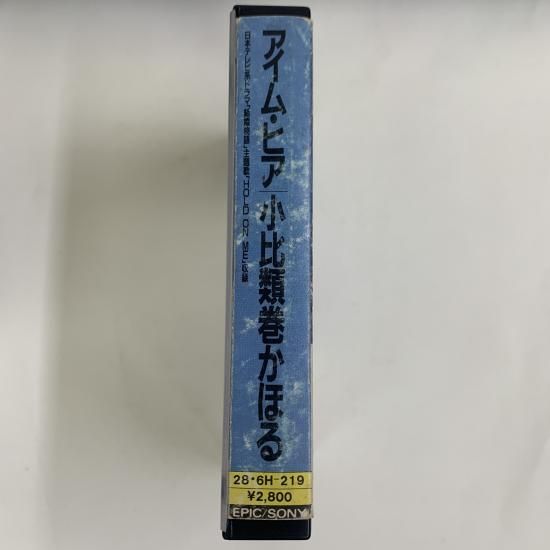 アイム・ヒア/小比類巻かほる
日本テレビ系ドラマ「結婚物語」主題歌「HOLD ON ME」収録
28・6H-219
¥2,800
EPIC/SONY